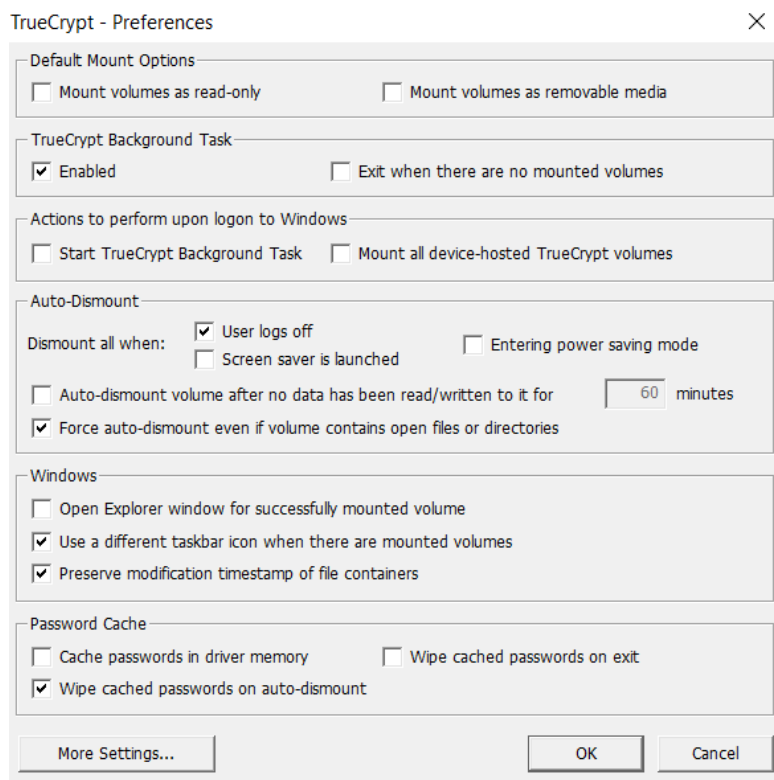 TrueCrypt - Preferences
Default Mount Options
Mount volumes as read-only
Mount volumes as removable media
TrueCrypt Background Task
Enabled
Exit when there are no mounted volumes
Actions to perform upon logon to Windows
Start TrueCrypt Background Task
Mount all device-hosted TrueCrypt volumes
Auto-Dismount
Dismount all when:
User logs off
Screen saver is launched
Entering power saving mode
Auto-dismount volume after no data has been read/written to it for 60 minutes
Force auto-dismount even if volume contains open files or directories
Windows
Open Explorer window for successfully mounted volume
Use a different taskbar icon when there are mounted volumes
Preserve modification timestamp of file containers
Password Cache
Cache passwords in driver memory
Wipe cached passwords on exit
Wipe cached passwords on auto-dismount
More Settings...
OK
Cancel